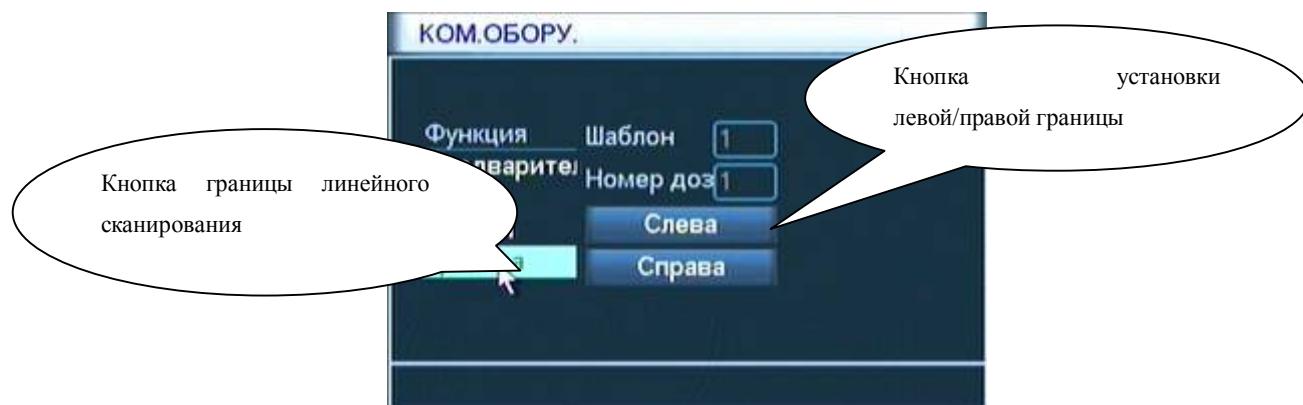 КОМ.ОБОРУ.
Кнопка установки
левой/правой границы
Функция Шаблон 1
Номер доз 1
Кнопка границы линейного
сканирования
Слева
Справа